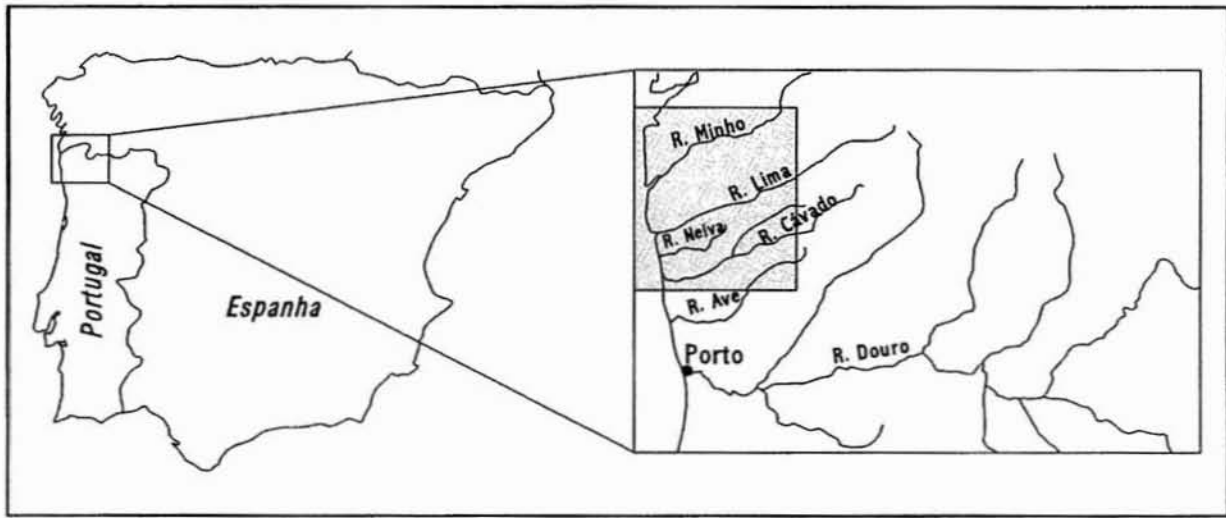 Portugal
Espanha
R. Minho
R. Lima
R. Neiva
R. Cávado
R. Ave
Porto
R. Douro